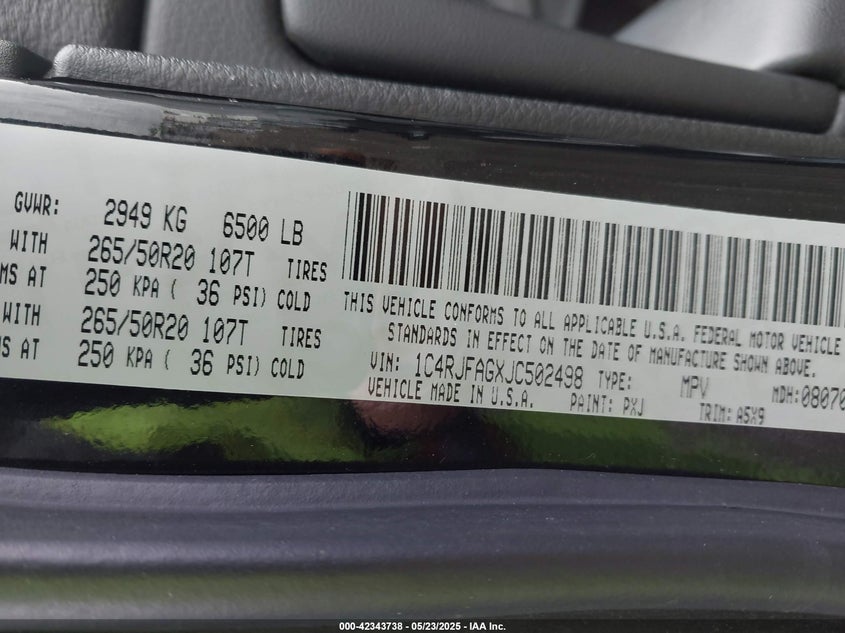 GVWR: 2949 KG 6500 LB
WITH 265/50R20 107T TIRES
MS AT 250 KPA ( 36 PSI) COLD
WITH 265/50R20 107T TIRES
MS AT 250 KPA ( 36 PSI) COLD
THIS VEHICLE CONFORMS TO ALL APPLICABLE U.S.A. FEDERAL MOTOR VEHICLE
STANDARDS IN EFFECT ON THE DATE OF MANUFACTURE SHOWN ABOVE.
VIN: 1C4RJFAGXJC502498 TYPE: MPV MDH:08070
VEHICLE MADE IN U.S.A. PAINT: PXJ TRIM: A5X9
000-42343738 - 05/23/2025 - IAA Inc.